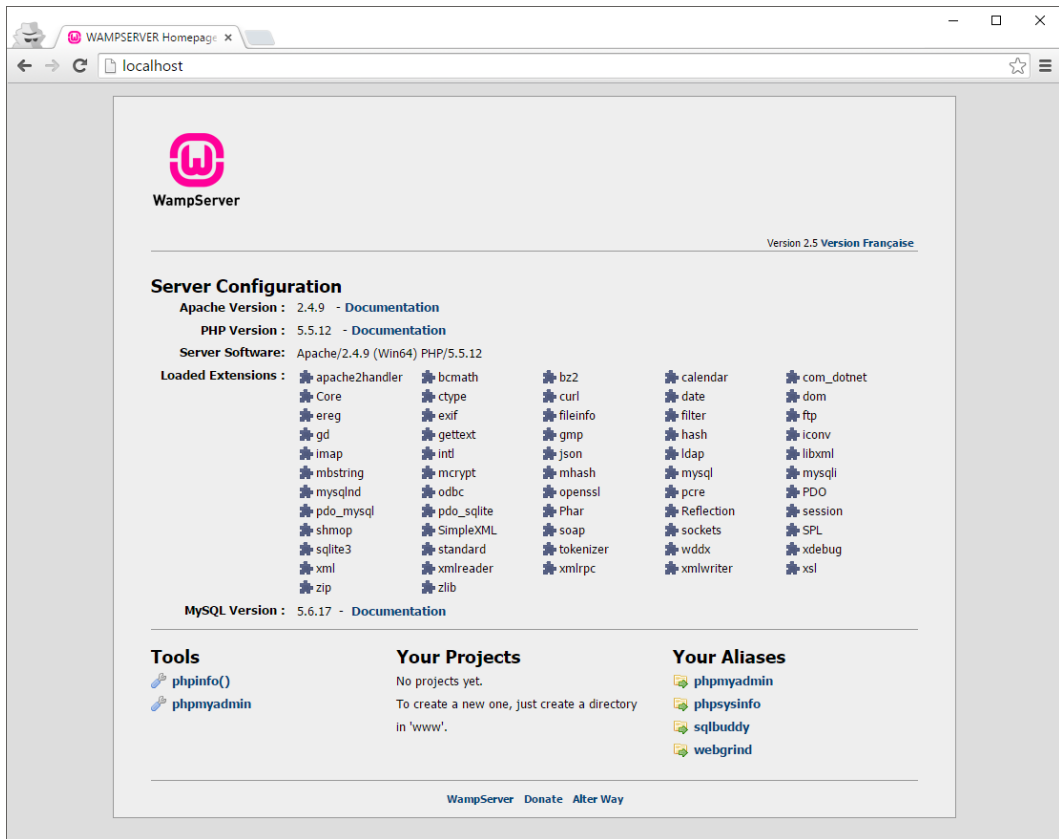 WAMPSERVER Homepage
localhost
WampServer
Version 2.5 Version Française
Server Configuration
Apache Version : 2.4.9 - Documentation
PHP Version : 5.5.12 - Documentation
Server Software: Apache/2.4.9 (Win64) PHP/5.5.12
Loaded Extensions : apache2handler bcmath bz2 calendar com_dotnet
Core ctype curl date dom
ereg exif fileinfo filter ftp
gd gettext gmp hash iconv
imap intl json ldap libxml
mbstring mcrypt mhash mysql mysqli
mysqlnd odbc openssl pcre PDO
pdo_mysql pdo_sqlite Phar Reflection session
shmop SimpleXML soap sockets SPL
sqlite3 standard tokenizer wddx xdebug
xml xmlreader xmlrpc xmlwriter xsl
zip zlib
MySQL Version : 5.6.17 - Documentation
Tools
phpinfo()
phpmyadmin
Your Projects
No projects yet.
To create a new one, just create a directory
in 'www'.
Your Aliases
phpmyadmin
phpsysinfo
sqlbuddy
webgrind
WampServer Donate Alter Way